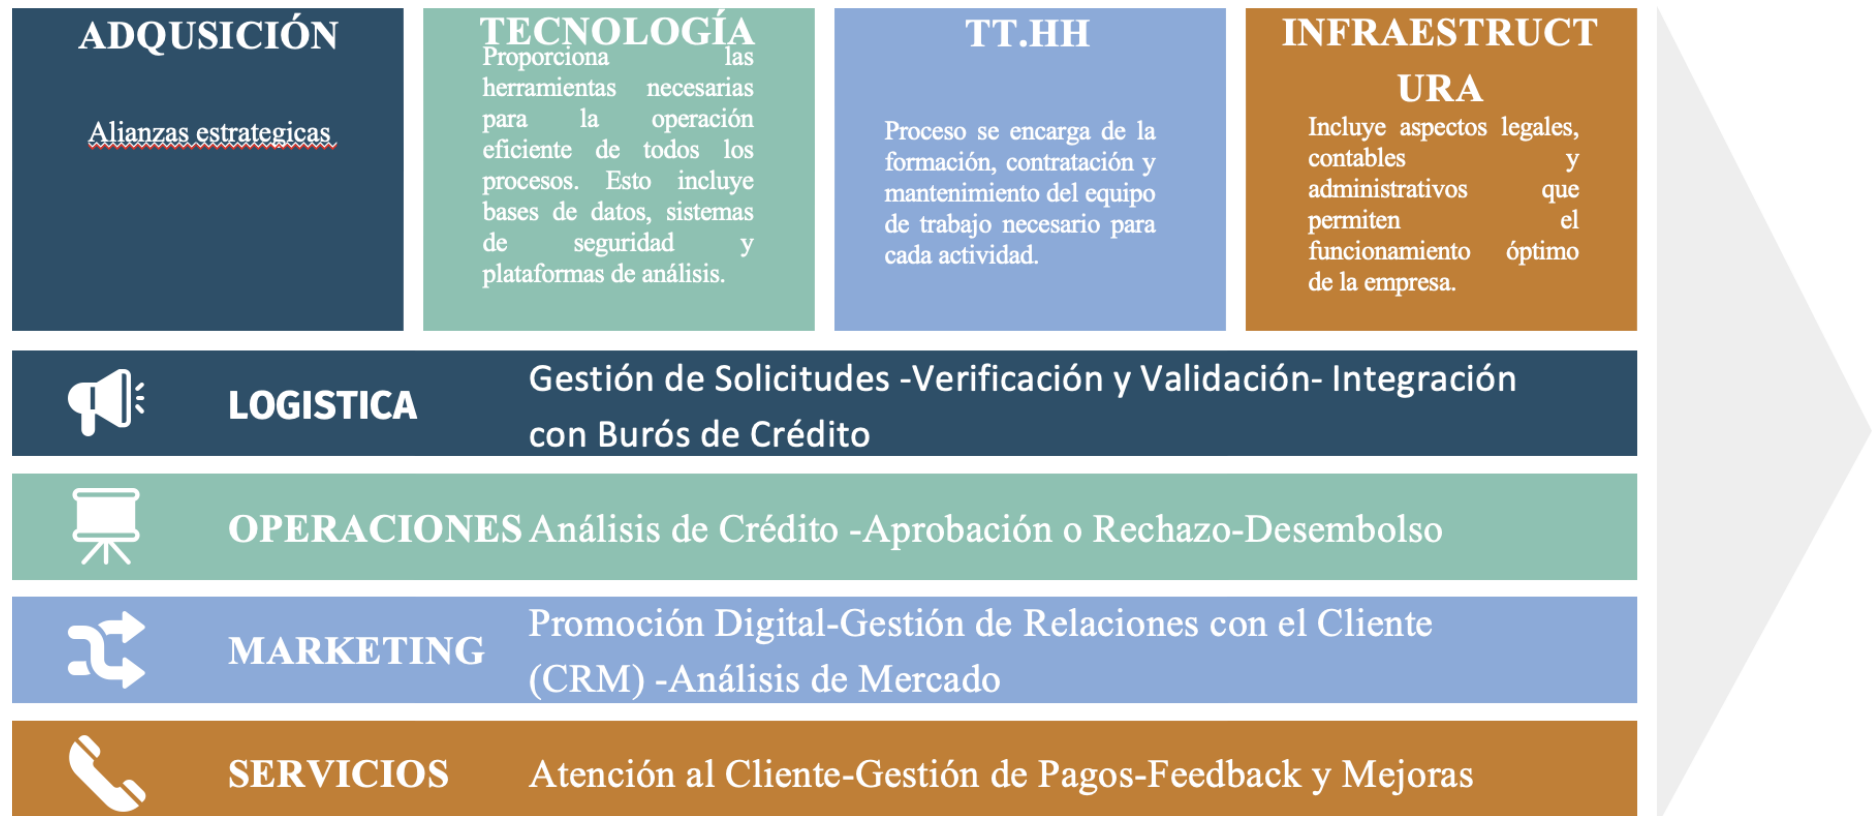 ADQUSICIÓN
Alianzas estrategicas
TECNOLOGÍA
Proporciona las
herramientas necesarias
para la operación
eficiente de todos los
procesos. Esto incluye
bases de datos, sistemas
de seguridad y
plataformas de análisis.
TT.HH
Proceso se encarga de la
formación, contratación y
mantenimiento del equipo
de trabajo necesario para
cada actividad.
INFRAESTRUCT
URA
Incluye aspectos legales,
contables y
administrativos que
permiten el
funcionamiento óptimo
de la empresa.
LOGISTICA
Gestión de Solicitudes -Verificación y Validación- Integración
con Burós de Crédito
OPERACIONES
Análisis de Crédito -Aprobación o Rechazo-Desembolso
MARKETING
Promoción Digital-Gestión de Relaciones con el Cliente
(CRM) -Análisis de Mercado
SERVICIOS
Atención al Cliente-Gestión de Pagos-Feedback y Mejoras